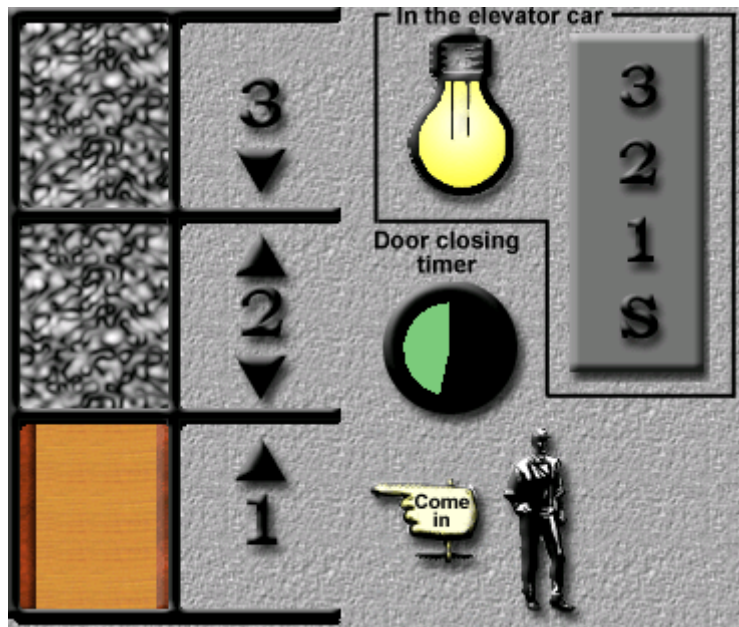 In the elevator car
3
3
2
1
S
Door closing
timer
2
Come
in
1